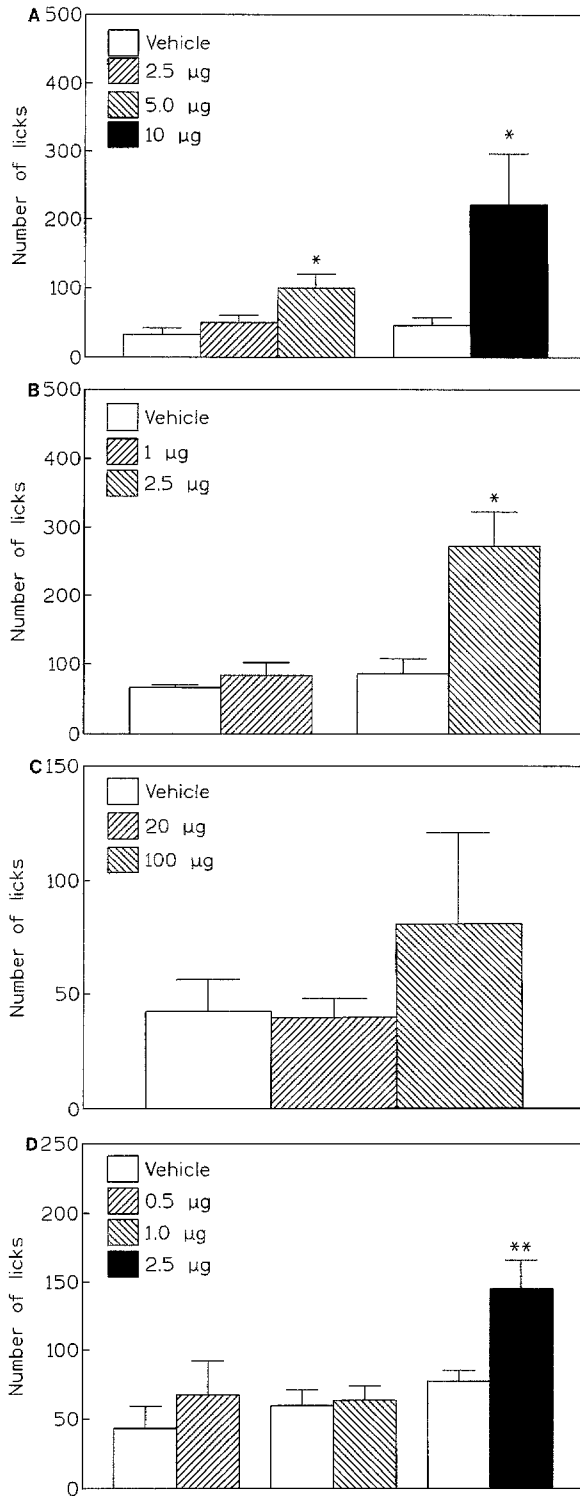 A
500
400
300
200
100
0
Number of licks
Vehicle
2.5 µg
5.0 µg
10 µg
*
*
B
500
400
300
200
100
0
Number of licks
Vehicle
1 µg
2.5 µg
*
C
150
100
50
0
Number of licks
Vehicle
20 µg
100 µg
D
250
200
150
100
50
0
Number of licks
Vehicle
0.5 µg
1.0 µg
2.5 µg
**